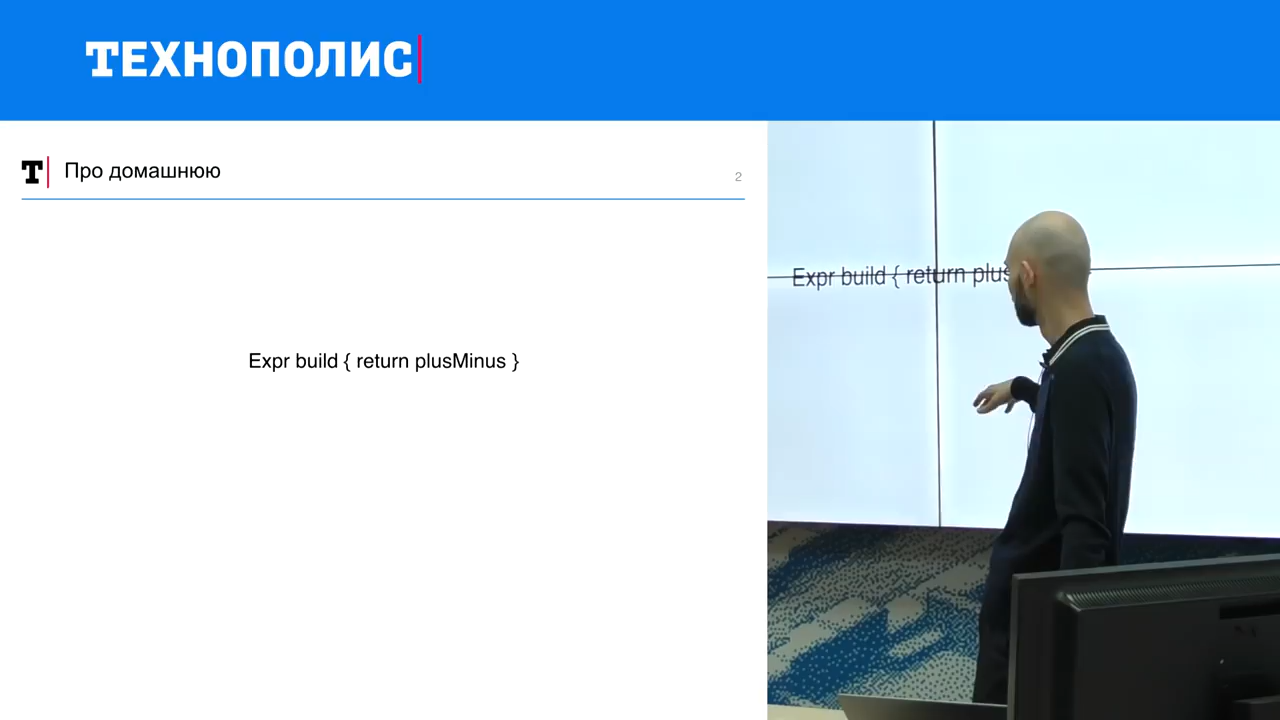 ТЕХНОПОЛИС
Т Про домашнюю
2
Expr build { return plusMinus }
Expr build { return plus